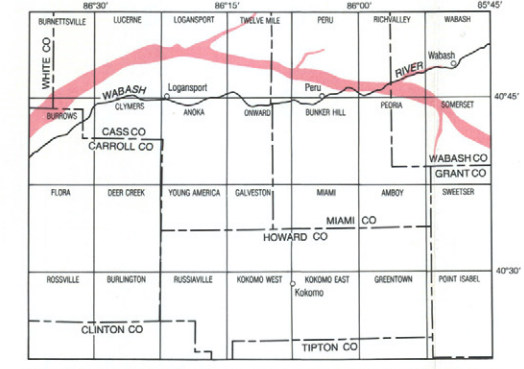 86°30' 86°15' 86°00' 85°45'
BURNETTSVILLE LUCERNE LOGANSPORT TWELVE MILE PERU RICHVALLEY WABASH
WHITE CO
Wabash
RIVER
WABASH Logansport Peru
40°45'
BURROWS CLYMERS ANOKA ONWARD BUNKER HILL PEORIA SOMERSET
CASS CO
CARROLL CO
WABASH CO
GRANT CO
FLORA DEER CREEK YOUNG AMERICA GALVESTON MIAMI AMBOY SWEETSER
MIAMI CO
HOWARD CO
40°30'
ROSSVILLE BURLINGTON RUSSIAVILLE KOKOMO WEST KOKOMO EAST GREENTOWN POINT ISABEL
Kokomo
CLINTON CO
TIPTON CO